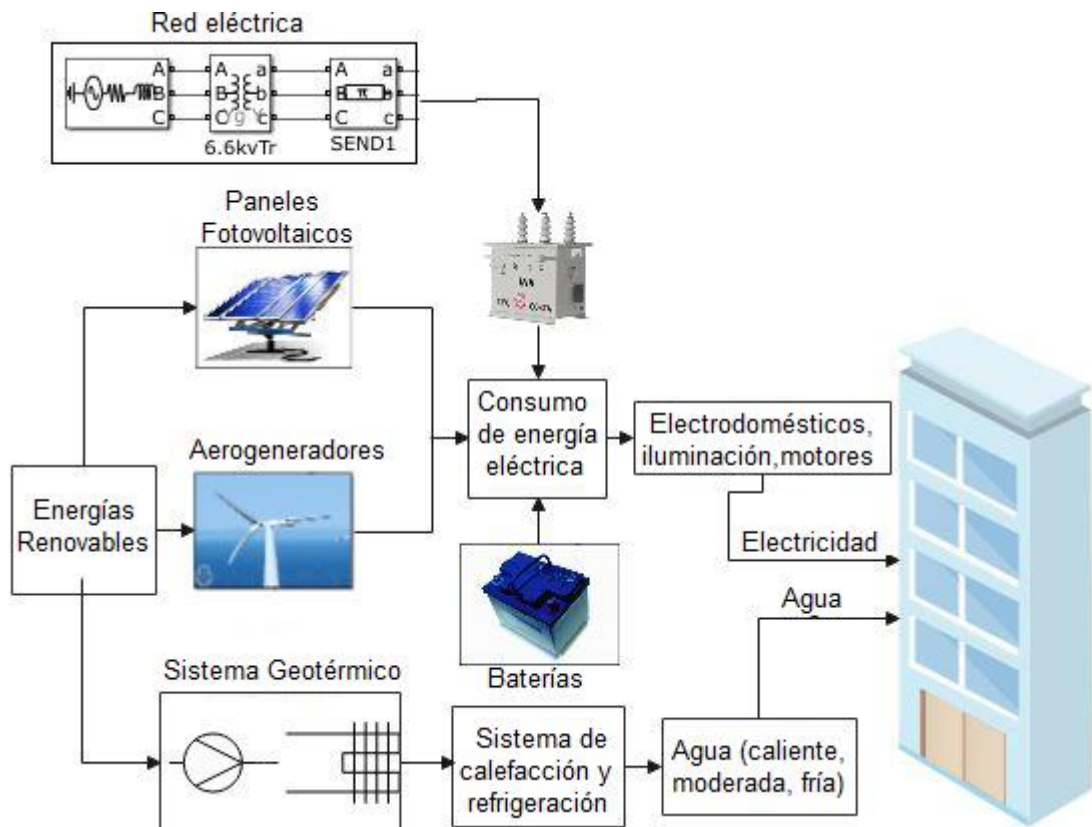 Red eléctrica
A A a A a
B B b B b
C C c C c
π
g Y
6.6kvTr SEND1
Paneles
Fotovoltaicos
Aerogeneradores
Energías
Renovables
Consumo
de energía
eléctrica
Electrodomésticos,
iluminación,motores
Electricidad
Agua
Baterías
Sistema Geotérmico
Sistema de
calefacción y
refrigeración
Agua (caliente,
moderada, fría)